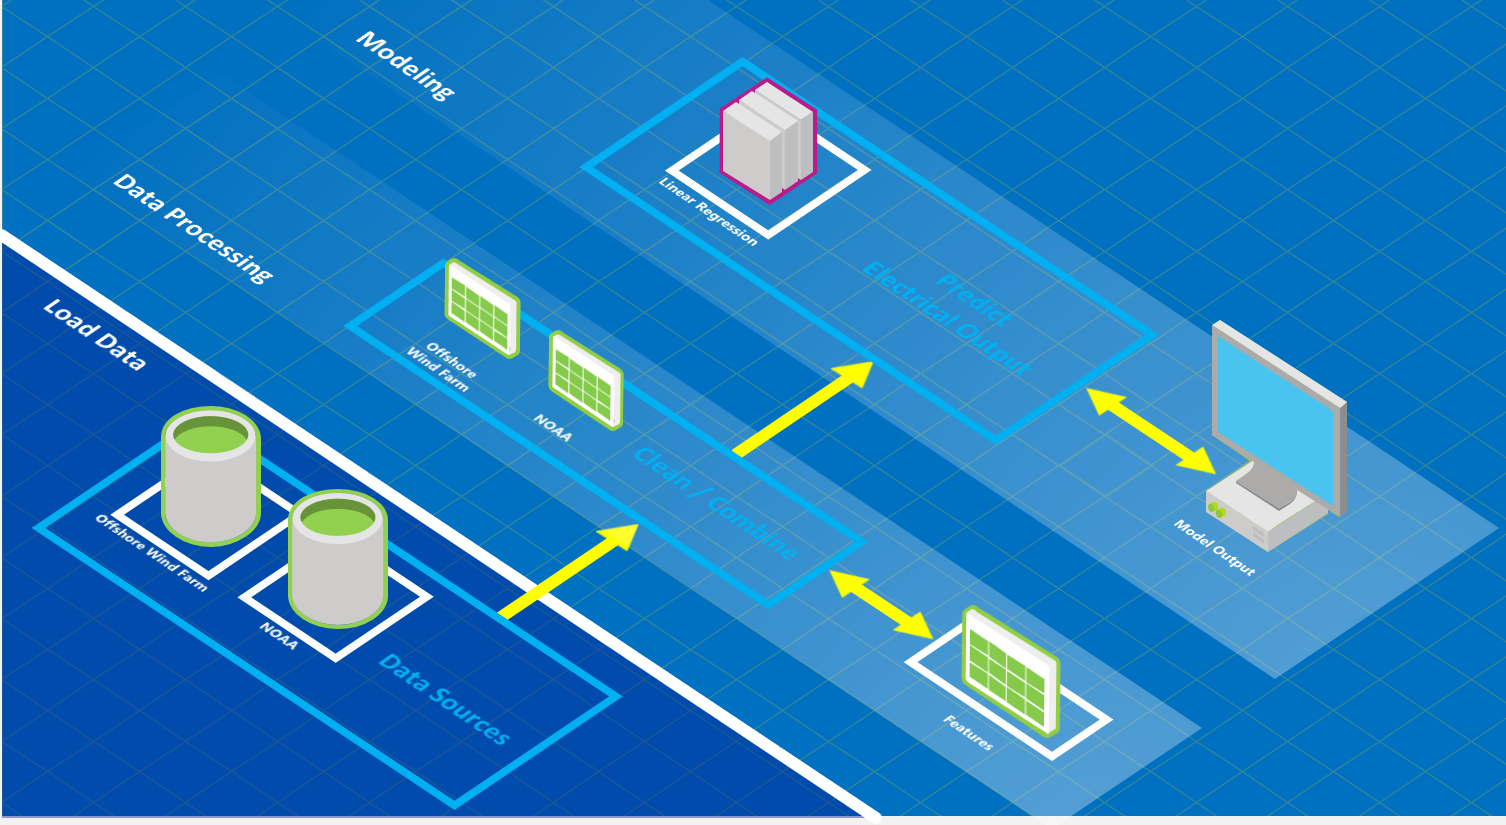 Modeling
Linear Regression
Predict
Electrical Output
Model Output
Data Processing
Offshore
Wind Farm
NOAA
Clean / Combine
Features
Load Data
Offshore Wind Farm
NOAA
Data Sources